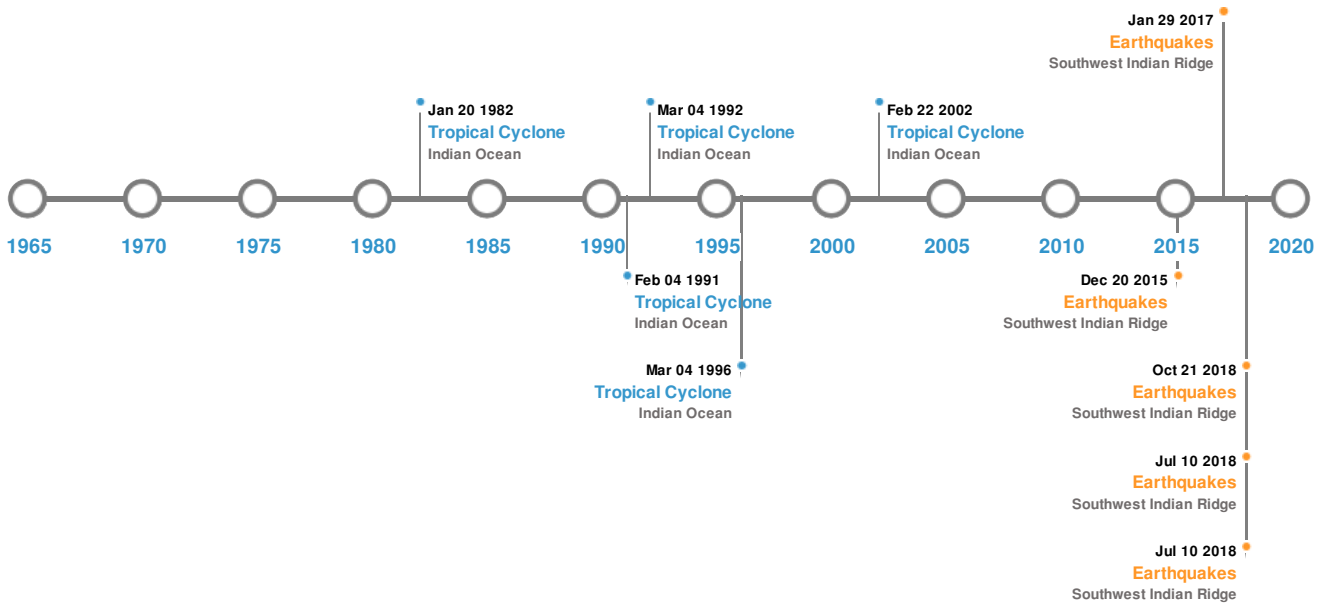 Jan 29 2017
Earthquakes
Southwest Indian Ridge
Jan 20 1982
Tropical Cyclone
Indian Ocean
Mar 04 1992
Tropical Cyclone
Indian Ocean
Feb 22 2002
Tropical Cyclone
Indian Ocean
1965 1970 1975 1980 1985 1990 1995 2000 2005 2010 2015 2020
Feb 04 1991
Tropical Cyclone
Indian Ocean
Dec 20 2015
Earthquakes
Southwest Indian Ridge
Mar 04 1996
Tropical Cyclone
Indian Ocean
Oct 21 2018
Earthquakes
Southwest Indian Ridge
Jul 10 2018
Earthquakes
Southwest Indian Ridge
Jul 10 2018
Earthquakes
Southwest Indian Ridge